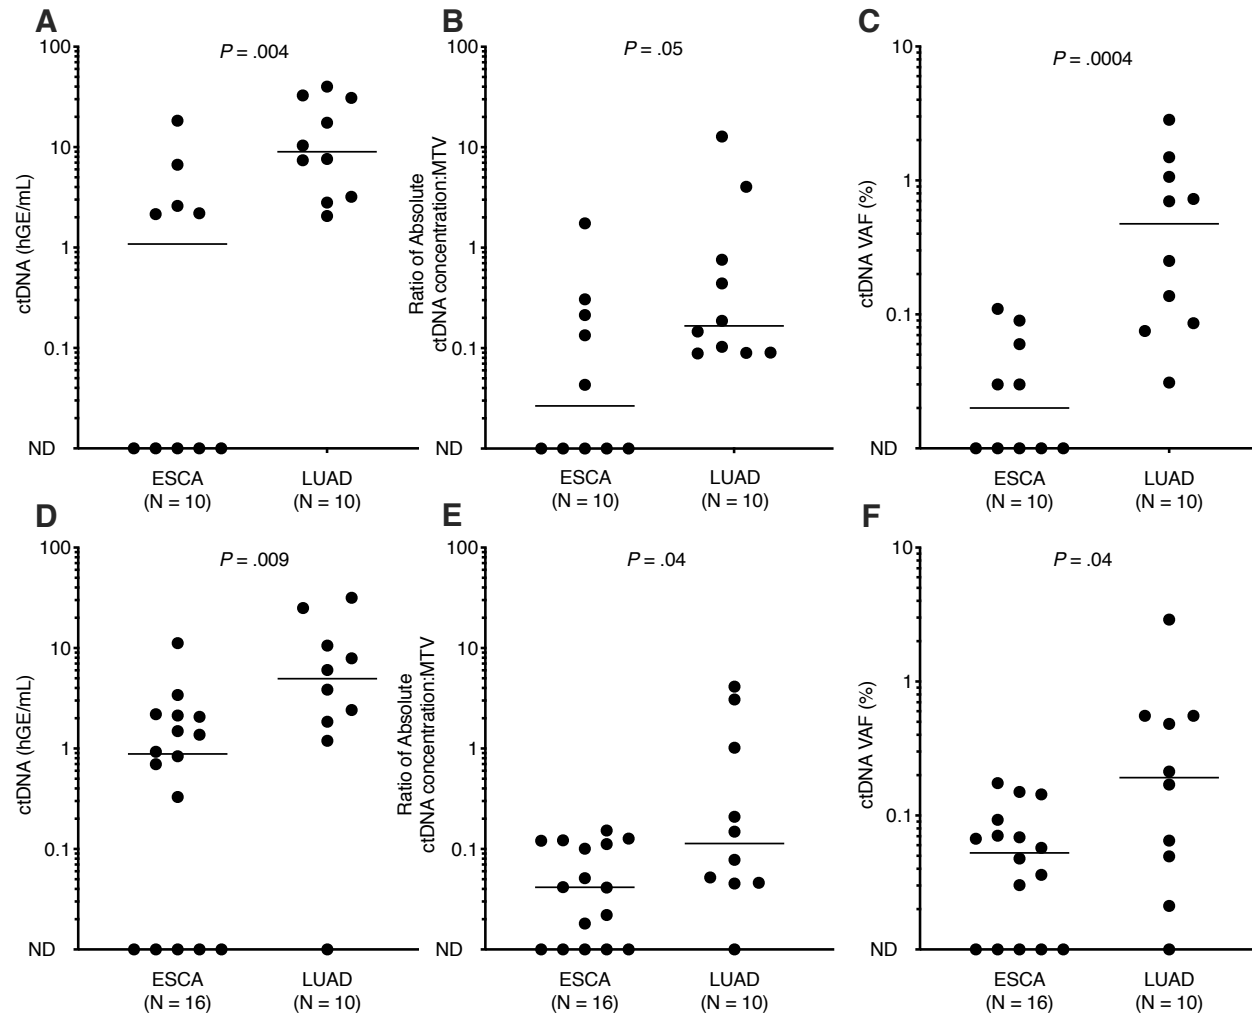 A
100
10
1
0.1
ND
ctDNA (hGE/mL)
P = .004
ESCA
(N = 10)
LUAD
(N = 10)
B
100
10
1
0.1
ND
Ratio of Absolute
ctDNA concentration:MTV
P = .05
ESCA
(N = 10)
LUAD
(N = 10)
C
10
1
0.1
ND
ctDNA VAF (%)
P = .0004
ESCA
(N = 10)
LUAD
(N = 10)
D
100
10
1
0.1
ND
ctDNA (hGE/mL)
P = .009
ESCA
(N = 16)
LUAD
(N = 10)
E
100
10
1
0.1
ND
Ratio of Absolute
ctDNA concentration:MTV
P = .04
ESCA
(N = 16)
LUAD
(N = 10)
F
10
1
0.1
ND
ctDNA VAF (%)
P = .04
ESCA
(N = 16)
LUAD
(N = 10)